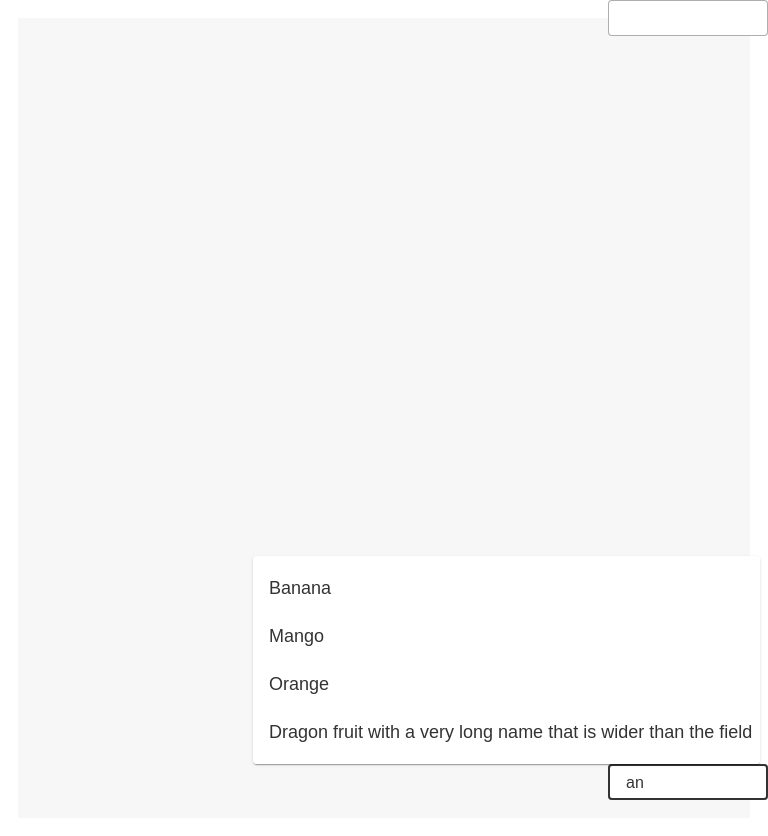 Banana
Mango
Orange
Dragon fruit with a very long name that is wider than the field
an